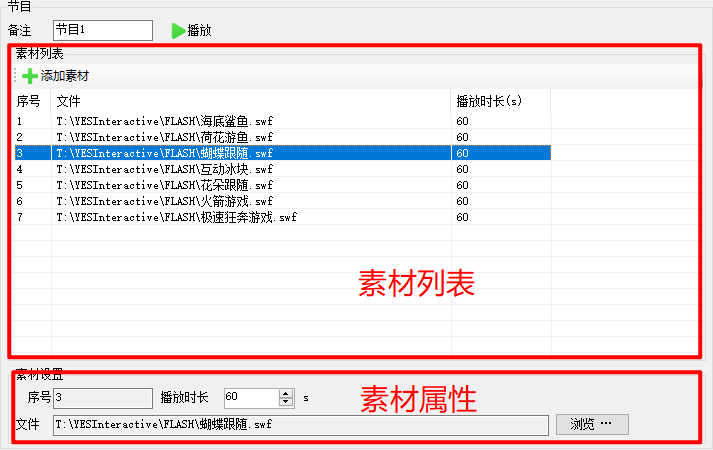 节目
备注 节目1 播放
素材列表
添加素材
序号 文件 播放时长(s)
1 T:\YESInteractive\FLASH\海底鲨鱼.swf 60
2 T:\YESInteractive\FLASH\荷花游鱼.swf 60
3 T:\YESInteractive\FLASH\蝴蝶跟随.swf 60
4 T:\YESInteractive\FLASH\互动冰块.swf 60
5 T:\YESInteractive\FLASH\花朵跟随.swf 60
6 T:\YESInteractive\FLASH\火箭游戏.swf 60
7 T:\YESInteractive\FLASH\极速狂奔游戏.swf 60
素材列表
素材设置
序号 3 播放时长 60 s
素材属性
文件 T:\YESInteractive\FLASH\蝴蝶跟随.swf 浏览 ···